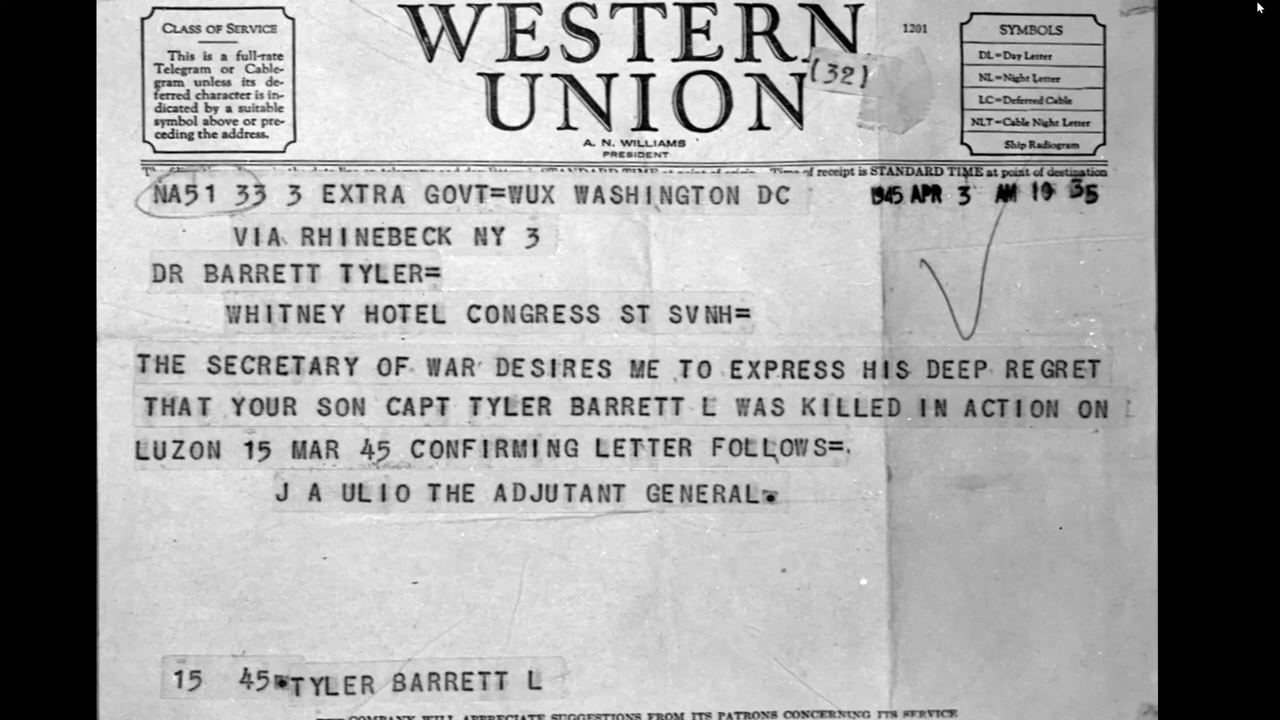 CLASS OF SERVICE
This is a full-rate
Telegram or Cable-
gram unless its de-
ferred character is in-
dicated by a suitable
symbol above or pre-
ceding the address.
WESTERN
UNION
(32)
A. N. WILLIAMS
PRESIDENT
1201
SYMBOLS
DL=Day Letter
NL=Night Letter
LC=Deferred Cable
NLT=Cable Night Letter
Ship Radiogram
STANDARD TIME at point of origin. Time of receipt is STANDARD TIME at point of destination
NA51 33 3 EXTRA GOVT=WUX WASHINGTON DC
1945 APR 3 AM 10 35
VIA RHINEBECK NY 3
DR BARRETT TYLER=
WHITNEY HOTEL CONGRESS ST SVNH=
THE SECRETARY OF WAR DESIRES ME TO EXPRESS HIS DEEP REGRET
THAT YOUR SON CAPT TYLER BARRETT L WAS KILLED IN ACTION ON
LUZON 15 MAR 45 CONFIRMING LETTER FOLLOWS=.
J A ULIO THE ADJUTANT GENERAL.
15 45 TYLER BARRETT L
COMPANY WILL APPRECIATE SUGGESTIONS FROM ITS PATRONS CONCERNING ITS SERVICE